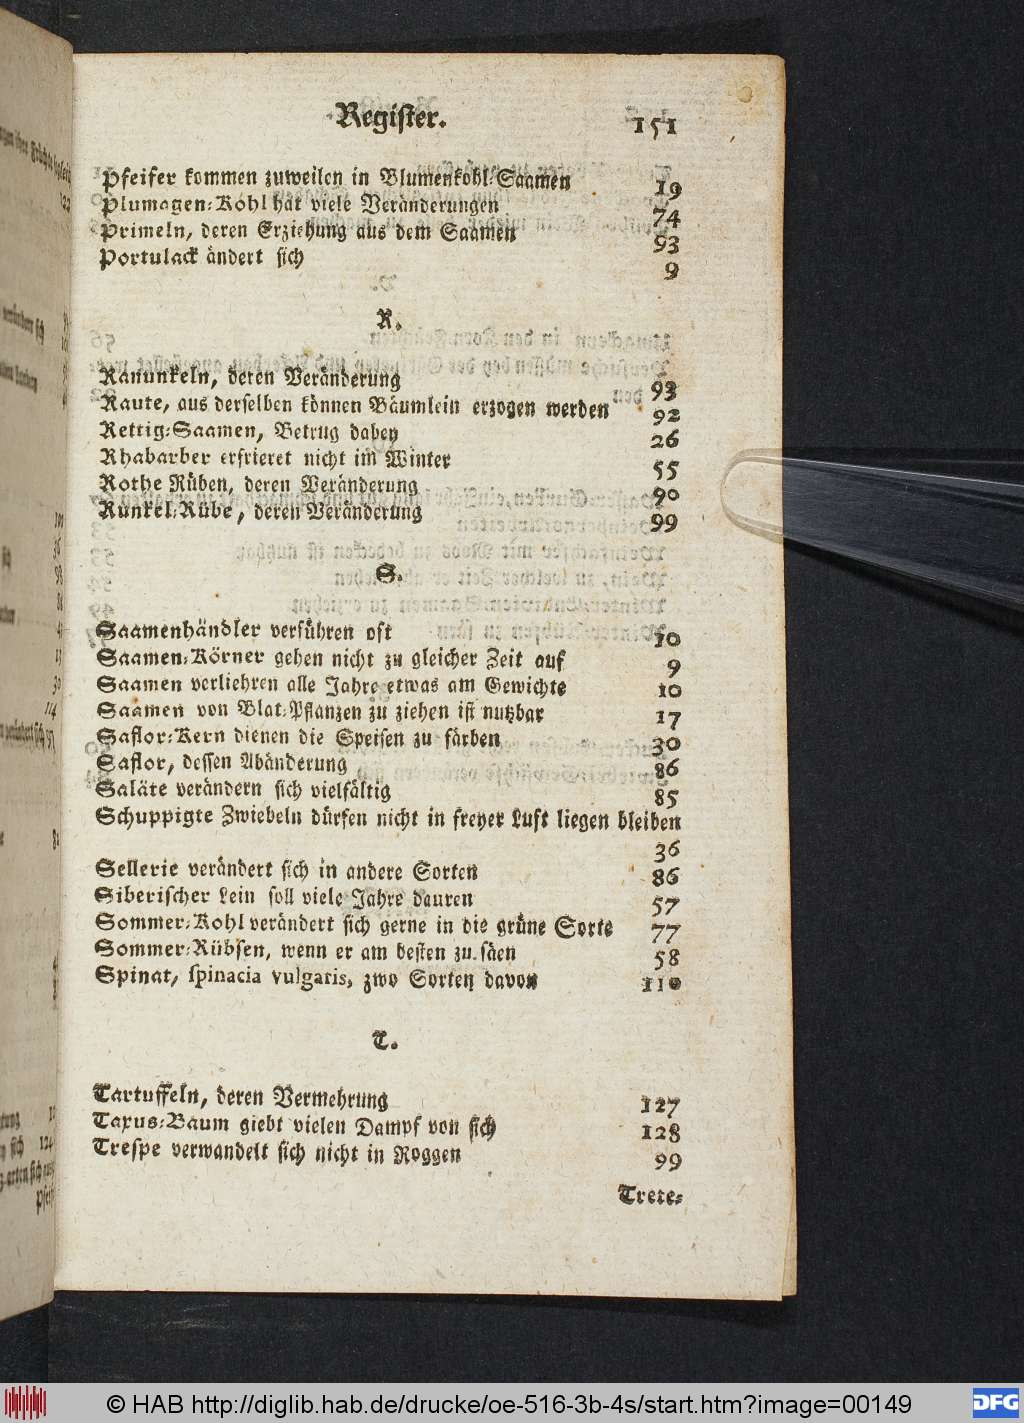 Register.
151
Pfeifer kommen zuweilen in Blumenkohl-Saamen 19
Plumagen-Kohl hat viele Veränderungen 74
Primeln, deren Erziehung aus dem Saamen 93
Portulack ändert sich 9
R.
Ranunkeln, deren Veränderung 93
Raute, aus derselben können Bäumlein erzogen werden 92
Rettig-Saamen, Betrug dabey 26
Rhabarber erfrieret nicht im Winter 55
Rothe Rüben, deren Veränderung 90
Runkel-Rübe, deren Veränderung 99
S.
Saamenhändler verführen oft 10
Saamen-Körner gehen nicht zu gleicher Zeit auf 9
Saamen verliehren alle Jahre etwas am Gewichte 10
Saamen von Blat-Pflanzen zu ziehen ist nutzbar 17
Saflor-Kern dienen die Speisen zu färben 30
Saflor, dessen Abänderung 86
Saläte verändern sich vielfältig 85
Schuppigte Zwiebeln dürfen nicht in freyer Luft liegen bleiben
36
Sellerie verändert sich in andere Sorten 86
Siberischer Lein soll viele Jahre dauren 57
Sommer-Kohl verändert sich gerne in die grüne Sorte 77
Sommer-Rübsen, wenn er am besten zu säen 58
Spinat, spinacia vulgaris, zwo Sorten davon 110
T.
Tartuffeln, deren Vermehrung 127
Taxus-Baum giebt vielen Dampf von sich 128
Trespe verwandelt sich nicht in Roggen 99
Trete-
© HAB http://diglib.hab.de/drucke/oe-516-3b-4s/start.htm?image=00149
DFG